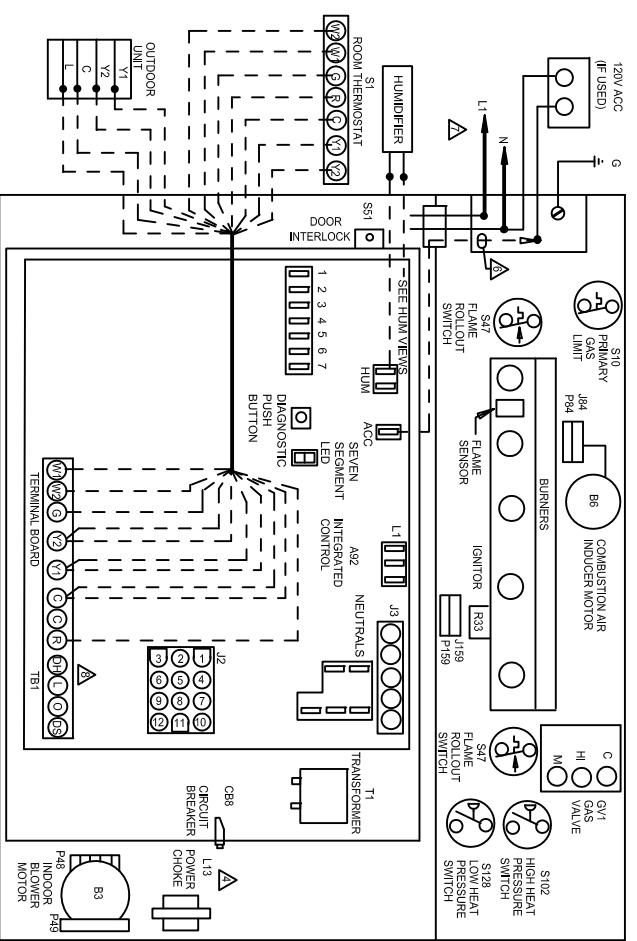 120V ACC
(IF USED)
G
L1
N
7
6
HUMIDIFIER
S1
ROOM THERMOSTAT
W2
W1
G
R
C
Y1
Y2
OUTDOOR
UNIT
Y1
Y2
C
L
S10
PRIMARY
GAS
LIMIT
S47
FLAME
ROLLOUT
SWITCH
J84
P84
B6
COMBUSTION AIR
INDUCER MOTOR
BURNERS
FLAME
SENSOR
IGNITOR
R33
J159
P159
S47
FLAME
ROLLOUT
SWITCH
C
HI
M
GV1
GAS
VALVE
S102
HIGH HEAT
PRESSURE
SWITCH
S128
LOW HEAT
PRESSURE
SWITCH
S51
DOOR
INTERLOCK
SEE HUM VIEWS
HUM
ACC
1
2
3
4
5
6
7
DIAGNOSTIC
PUSH
BUTTON
SEVEN
SEGMENT
LED
A92
INTEGRATED
CONTROL
L1
J3
NEUTRALS
J2
1
2
3
4
5
6
7
8
9
10
11
12
W1
W2
G
Y2
Y1
C
C
R
DH
L
O
DS
TERMINAL BOARD
TB1
8
T1
TRANSFORMER
CB8
CIRCUIT
BREAKER
4
L13
POWER
CHOKE
P48
B3
P49
INDOOR
BLOWER
MOTOR